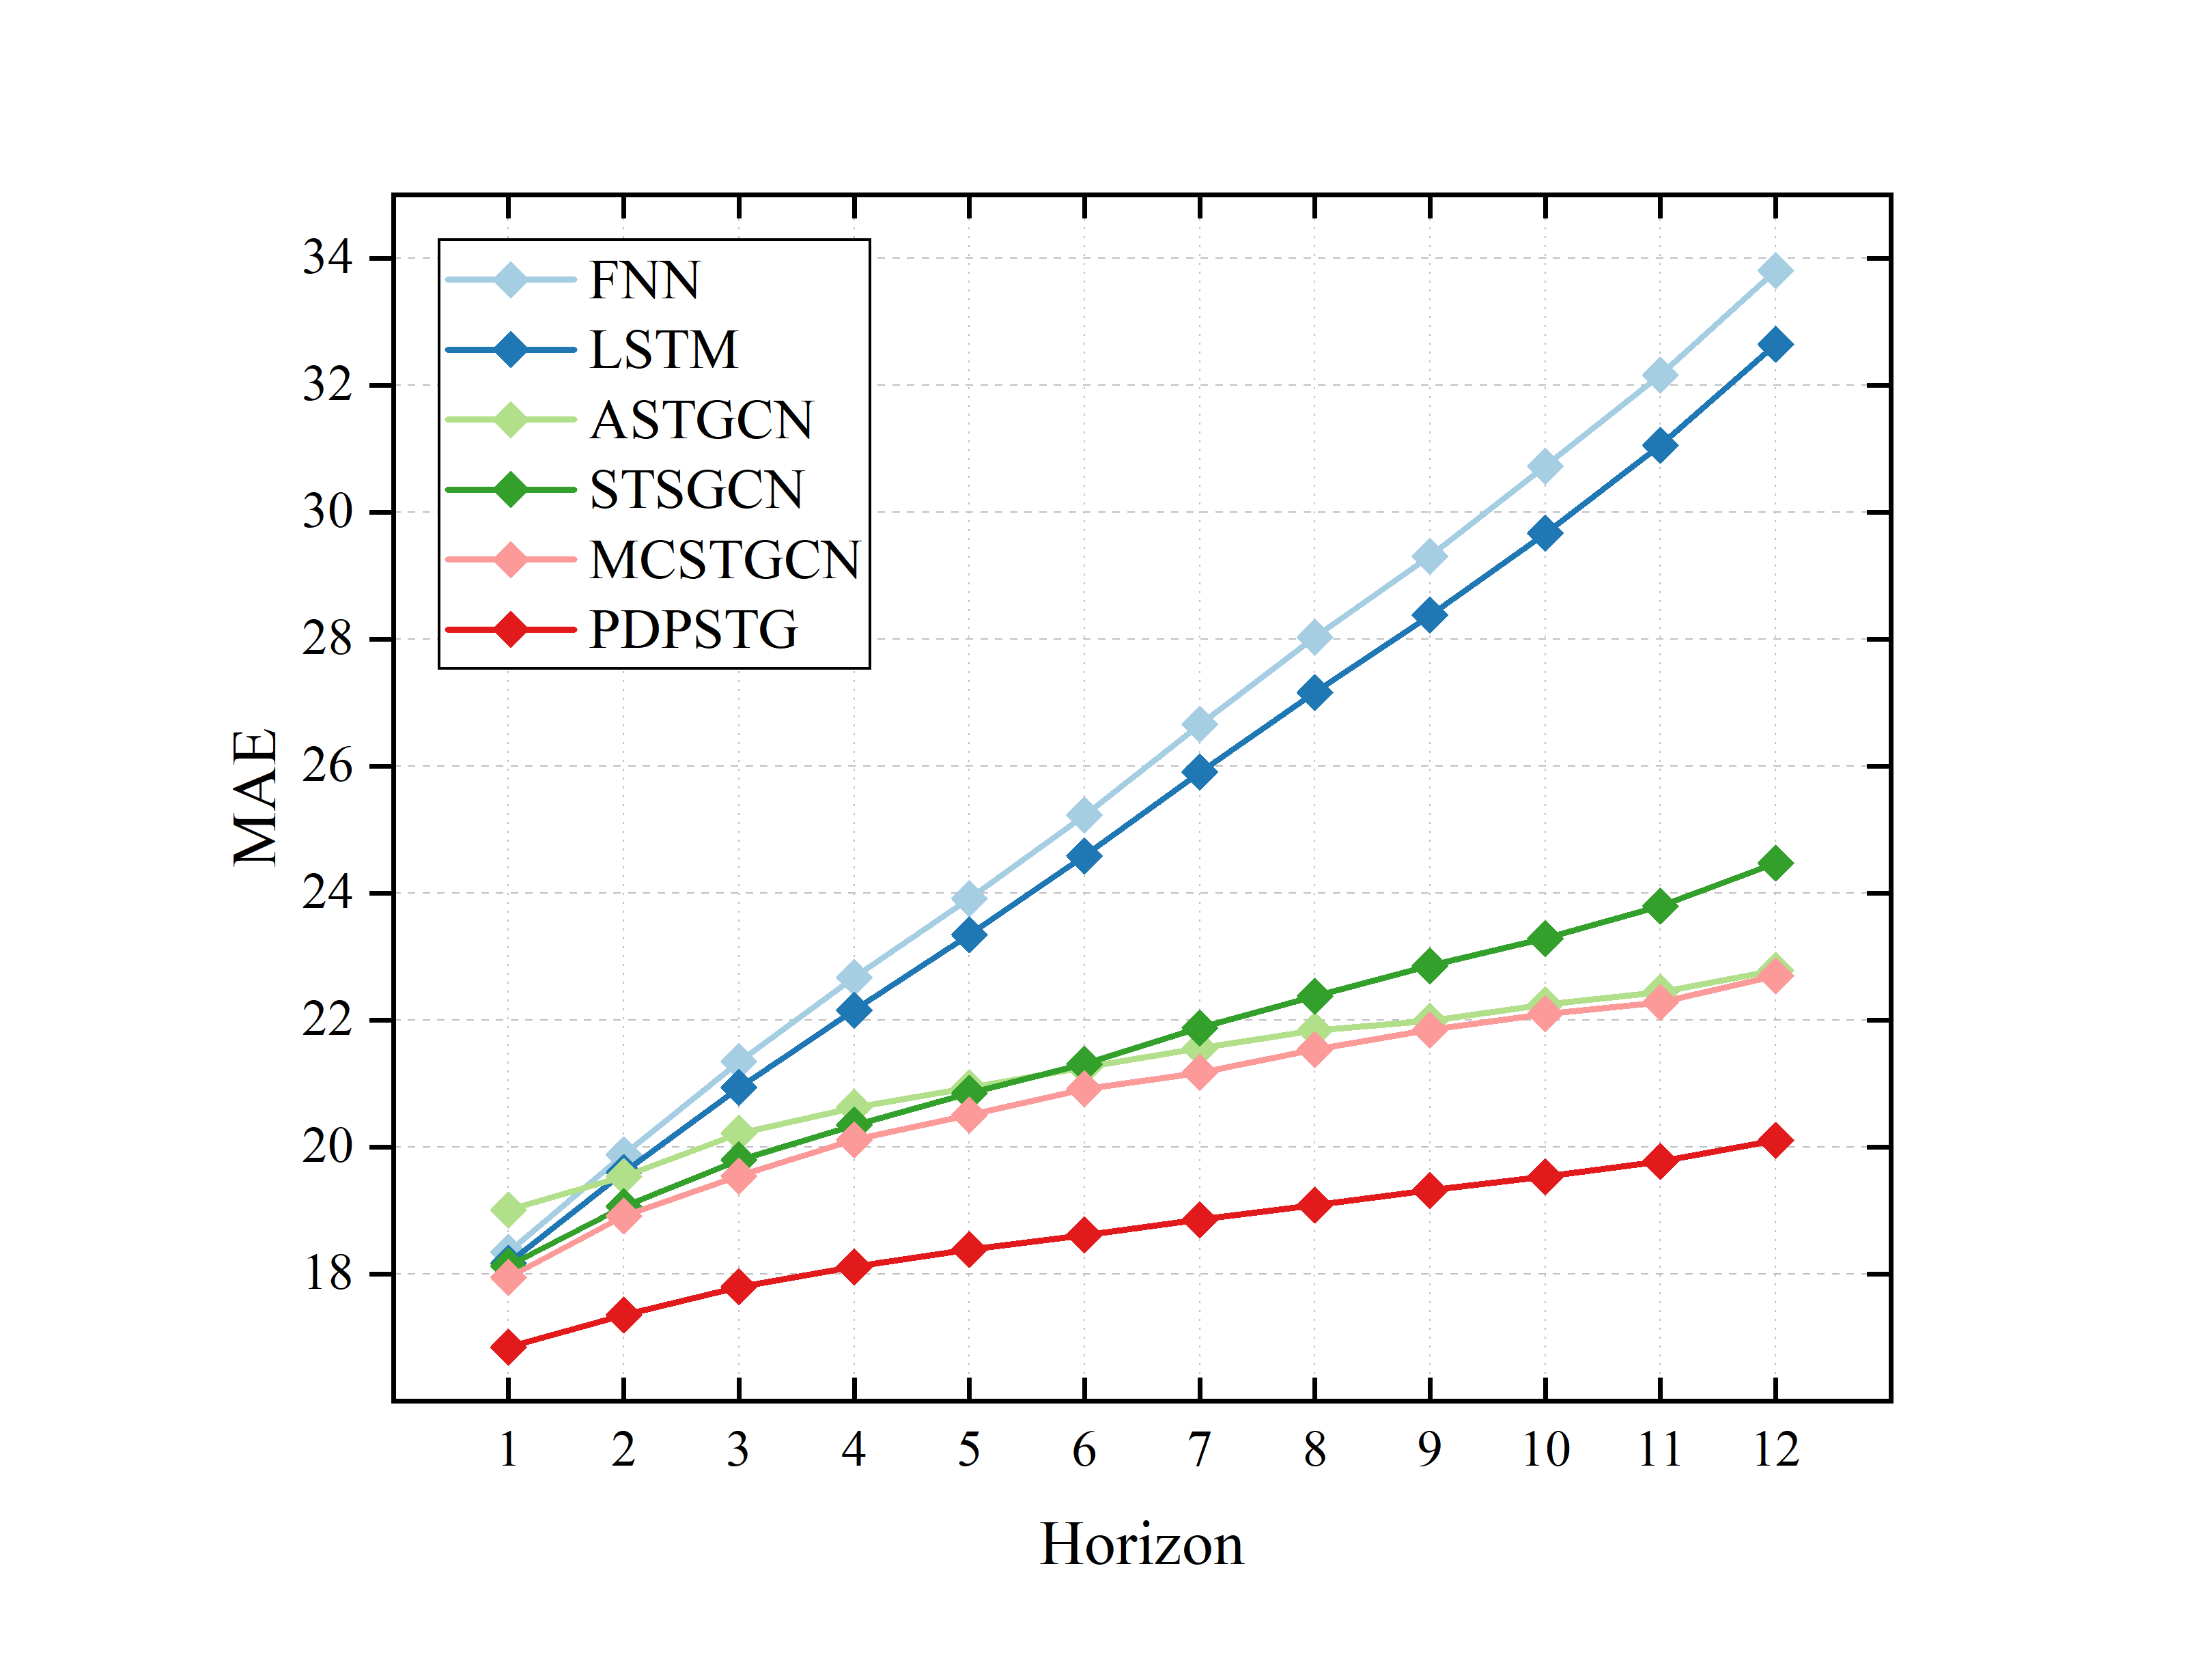 FNN
LSTM
ASTGCN
STSGCN
MCSTGCN
PDPSTG
34
32
30
28
26
24
22
20
18
MAE
1 2 3 4 5 6 7 8 9 10 11 12
Horizon